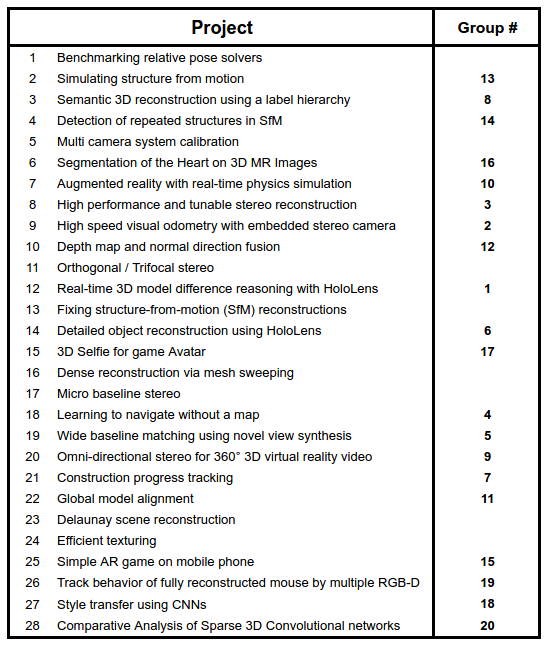 Project Group #
1 Benchmarking relative pose solvers
2 Simulating structure from motion 13
3 Semantic 3D reconstruction using a label hierarchy 8
4 Detection of repeated structures in SfM 14
5 Multi camera system calibration
6 Segmentation of the Heart on 3D MR Images 16
7 Augmented reality with real-time physics simulation 10
8 High performance and tunable stereo reconstruction 3
9 High speed visual odometry with embedded stereo camera 2
10 Depth map and normal direction fusion 12
11 Orthogonal / Trifocal stereo
12 Real-time 3D model difference reasoning with HoloLens 1
13 Fixing structure-from-motion (SfM) reconstructions
14 Detailed object reconstruction using HoloLens 6
15 3D Selfie for game Avatar 17
16 Dense reconstruction via mesh sweeping
17 Micro baseline stereo
18 Learning to navigate without a map 4
19 Wide baseline matching using novel view synthesis 5
20 Omni-directional stereo for 360° 3D virtual reality video 9
21 Construction progress tracking 7
22 Global model alignment 11
23 Delaunay scene reconstruction
24 Efficient texturing
25 Simple AR game on mobile phone 15
26 Track behavior of fully reconstructed mouse by multiple RGB-D 19
27 Style transfer using CNNs 18
28 Comparative Analysis of Sparse 3D Convolutional networks 20